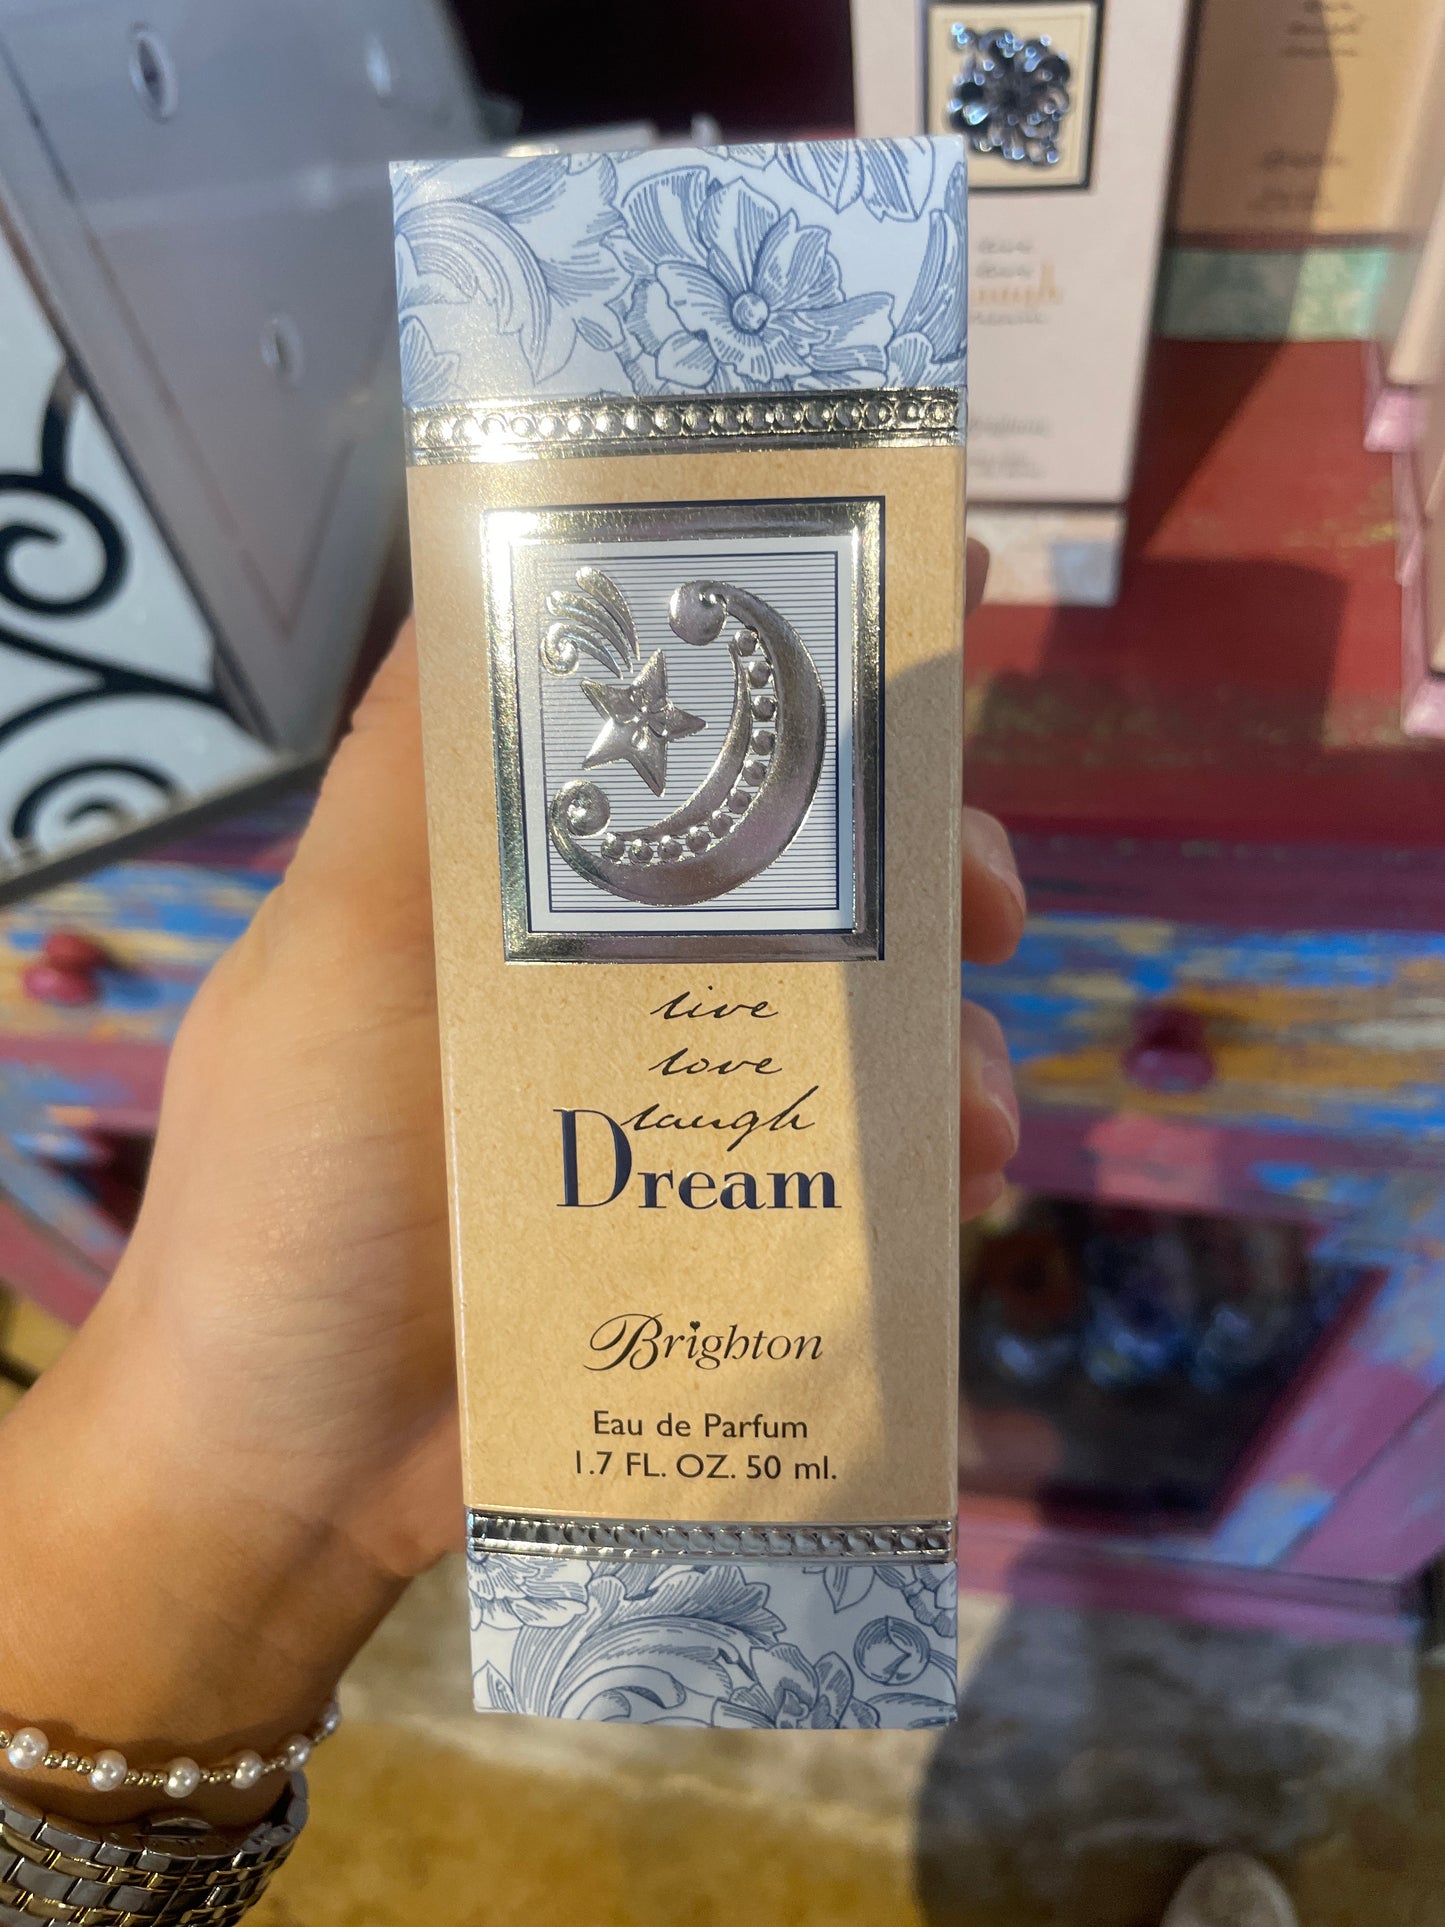 live
love
laugh
Dream
Brighton
Eau de Parfum
1.7 FL. OZ. 50 ml.